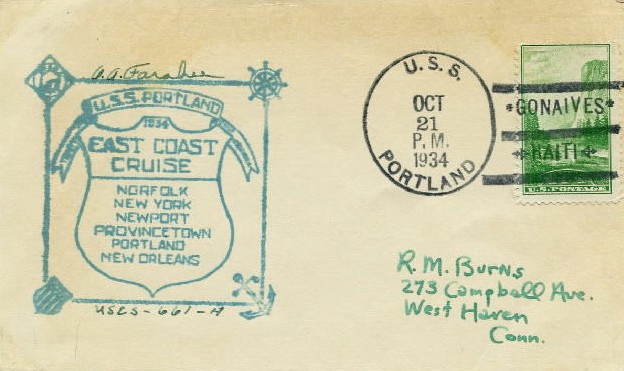 A.A. Farabee
U.S.S. PORTLAND
1934
EAST COAST
CRUISE
NORFOLK
NEW YORK
NEWPORT
PROVINCETOWN
PORTLAND
NEW ORLEANS
USCS-661-H
U.S.S.
OCT
21
P.M.
1934
PORTLAND
GONAIVES
HAITI
U.S. POSTAGE
R.M. Burns
273 Campbell Ave.
West Haven
Conn.